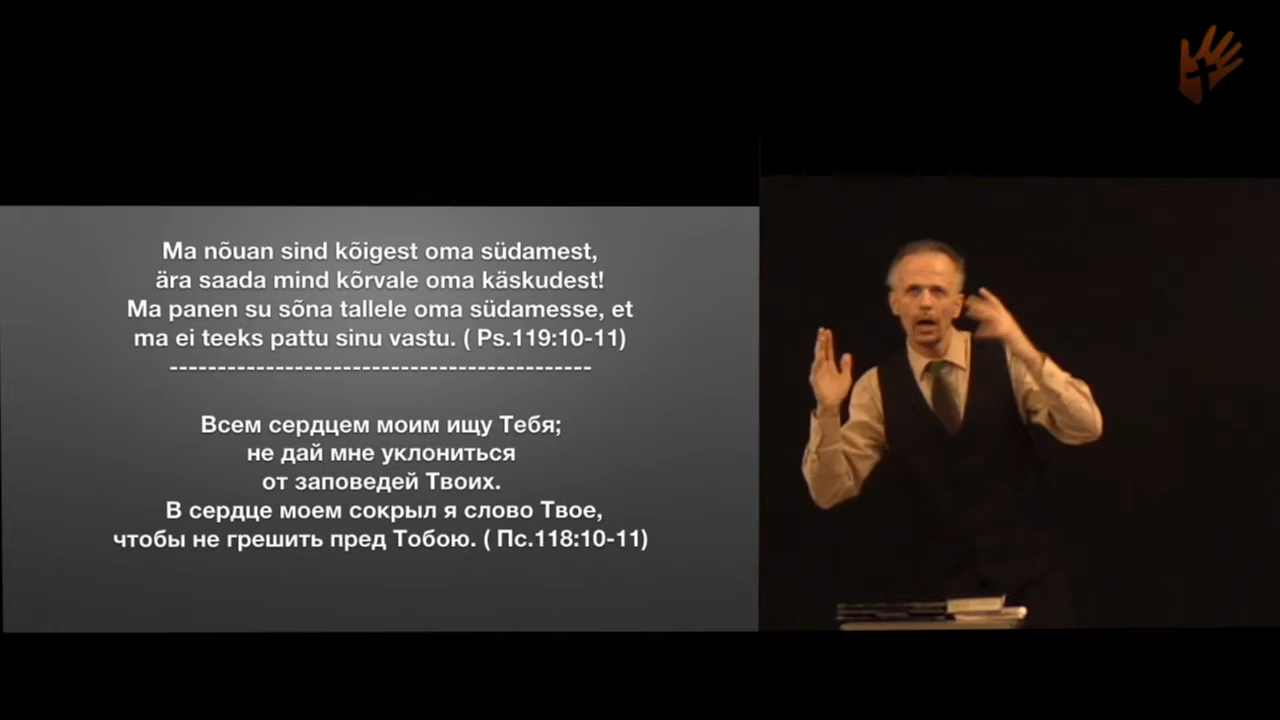 Ma nõuan sind kõigest oma südamest,
ära saada mind kõrvale oma käskudest!
Ma panen su sõna tallele oma südamesse, et
ma ei teeks pattu sinu vastu. ( Ps.119:10-11)
--------------------------------------------
Всем сердцем моим ищу Тебя;
не дай мне уклониться
от заповедей Твоих.
В сердце моем сокрыл я слово Твое,
чтобы не грешить пред Тобою. ( Пс.118:10-11)